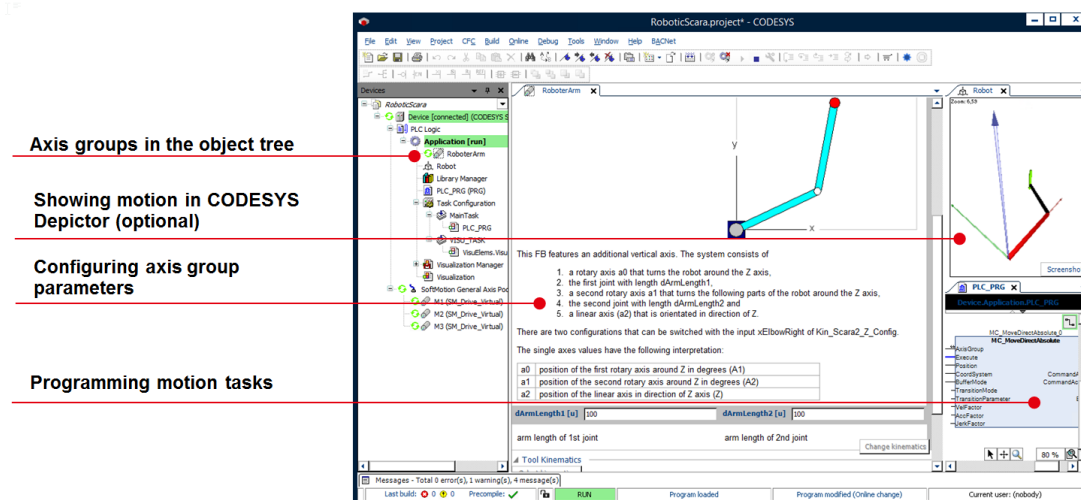 RoboticScara.project* - CODESYS
File Edit View Project CFC Build Online Debug Tools Window Help BACNet
Devices
RoboterArm
Robot
RoboticScara
Device [connected] (CODESYS S
PLC Logic
Application [run]
RoboterArm
Robot
Library Manager
PLC_PRG (PRG)
Task Configuration
MainTask
PLC_PRG
VISU_TASK
VisuElems.Visu
Visualization Manager
Visualization
SoftMotion General Axis Poo
M1 (SM_Drive_Virtual)
M2 (SM_Drive_Virtual)
M3 (SM_Drive_Virtual)
Axis groups in the object tree
Showing motion in CODESYS
Depictor (optional)
Configuring axis group
parameters
Programming motion tasks
y
x
This FB features an additional vertical axis. The system consists of
1. a rotary axis a0 that turns the robot around the Z axis,
2. the first joint with length dArmLength1,
3. a second rotary axis a1 that turns the following parts of the robot around the Z axis,
4. the second joint with length dArmLength2 and
5. a linear axis (a2) that is orientated in direction of Z.
There are two configurations that can be switched with the input xElbowRight of Kin_Scara2_Z_Config.
The single axes values have the following interpretation:
a0 position of the first rotary axis around Z in degrees (A1)
a1 position of the second rotary axis around Z in degrees (A2)
a2 position of the linear axis in direction of Z axis (Z)
dArmLength1 [u] 100 dArmLength2 [u] 100
arm length of 1st joint arm length of 2nd joint
Change kinematics
Tool Kinematics
Zoom: 6,53
Screensho
PLC_PRG
Device.Application.PLC_PRG
MC_MoveDirectAbsolute_0
MC_MoveDirectAbsolute
AxisGroup
Execute
Position
CoordSystem CommandA
BufferMode CommandAc
TransitionMode
TransitionParameter E
VelFactor
AccFactor
JerkFactor
80 %
Messages - Total 0 error(s), 1 warning(s), 4 message(s)
Last build: 0 0 Precompile: RUN Program loaded Program modified (Online change) Current user: (nobody)